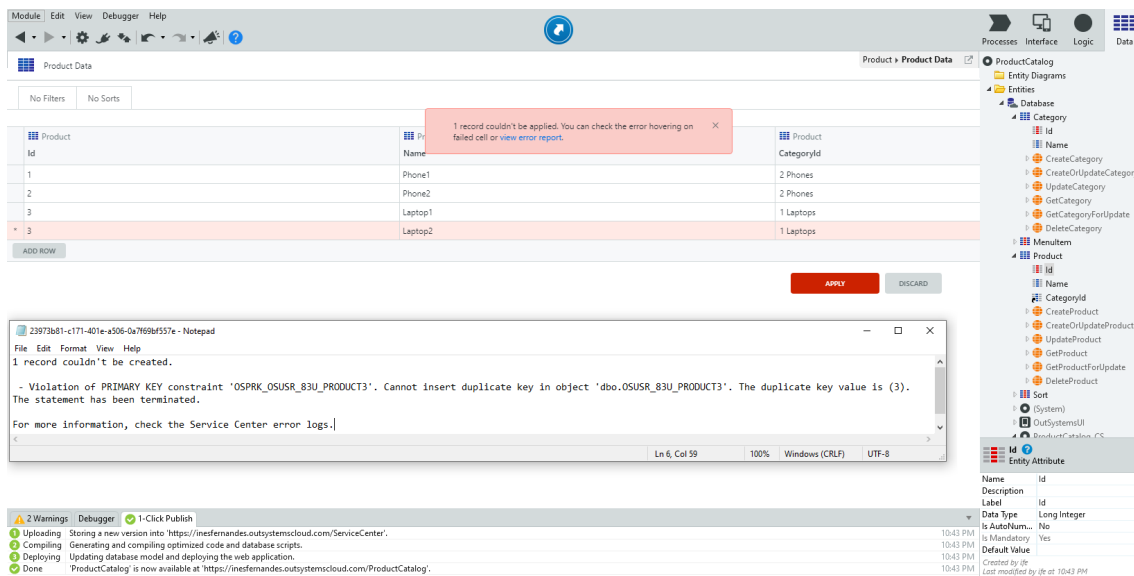 Module Edit View Debugger Help
Processes Interface Logic Data
Product Data
Product Product Data
No Filters No Sorts
1 record couldn't be applied. You can check the error hovering on
failed cell or view error report.
Product Pr Product
Id Name CategoryId
1 Phone1 2 Phones
2 Phone2 2 Phones
3 Laptop1 1 Laptops
* 3 Laptop2 1 Laptops
ADD ROW
APPLY DISCARD
23973b81-c171-401e-a506-0a7f69bf557e - Notepad
File Edit Format View Help
1 record couldn't be created.
- Violation of PRIMARY KEY constraint 'OSPRK_OSUSR_83U_PRODUCT3'. Cannot insert duplicate key in object 'dbo.OSUSR_83U_PRODUCT3'. The duplicate key value is (3).
The statement has been terminated.
For more information, check the Service Center error logs.
Ln 6, Col 59 100% Windows (CRLF) UTF-8
2 Warnings Debugger 1-Click Publish
1 Uploading Storing a new version into 'https://inesfernandes.outsystemscloud.com/ServiceCenter'. 10:43 PM
2 Compiling Generating and compiling optimized code and database scripts. 10:43 PM
3 Deploying Updating database model and deploying the web application. 10:43 PM
Done 'ProductCatalog' is now available at 'https://inesfernandes.outsystemscloud.com/ProductCatalog'. 10:43 PM
ProductCatalog
Entity Diagrams
Entities
Database
Category
Id
Name
CreateCategory
CreateOrUpdateCategor
UpdateCategory
GetCategory
GetCategoryForUpdate
DeleteCategory
MenuItem
Product
Id
Name
CategoryId
CreateProduct
CreateOrUpdateProduct
UpdateProduct
GetProduct
GetProductForUpdate
DeleteProduct
Sort
(System)
OutSystemsUI
ProductCatalog_CS
Id
Entity Attribute
Name Id
Description
Label Id
Data Type Long Integer
Is AutoNum... No
Is Mandatory Yes
Default Value
Created by ife
Last modified by ife at 10:43 PM